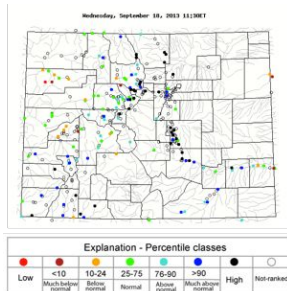 Wednesday, September 18, 2013 11:30ET
Explanation - Percentile classes
Low
<10
Much below normal
10-24
Below normal
25-75
Normal
76-90
Above normal
>90
Much above normal
High
Not-ranked